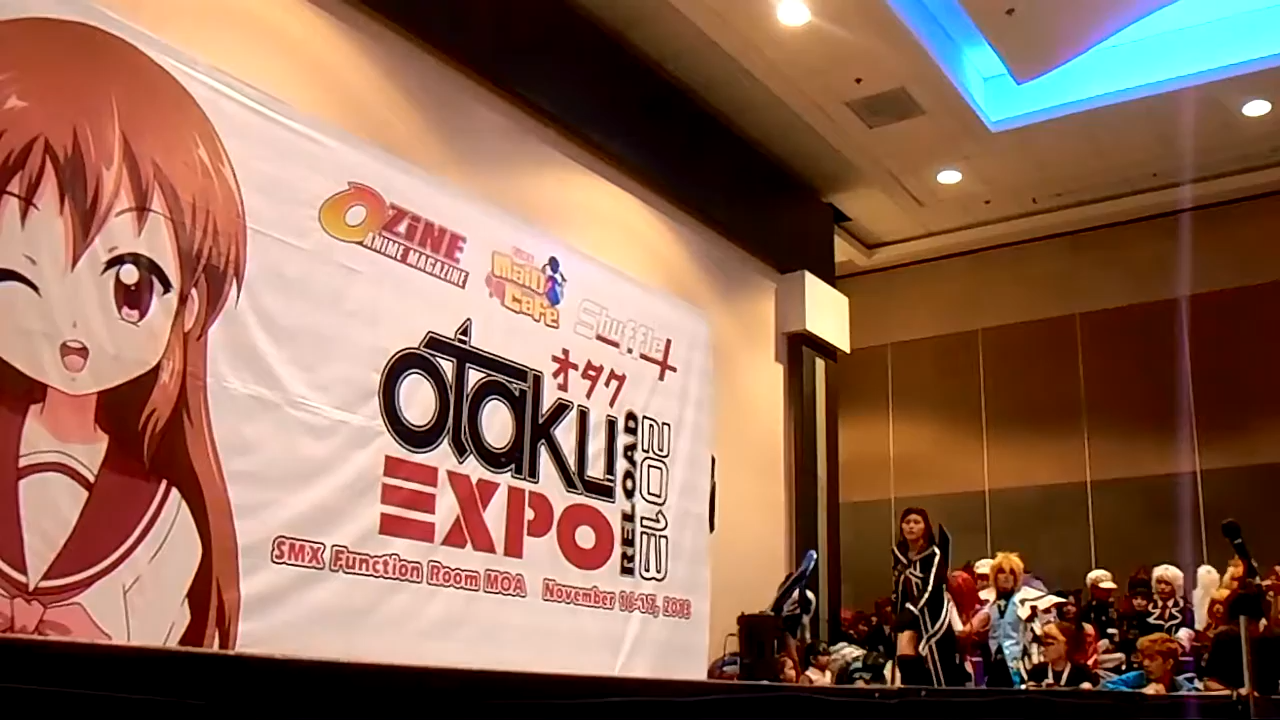 OZINE
ANIME MAGAZINE
Maid
Cafe
Shuffle+
オタク
otaku
EXPO
RELOAD
2013
SMX Function Room MOA November 16-17, 2013